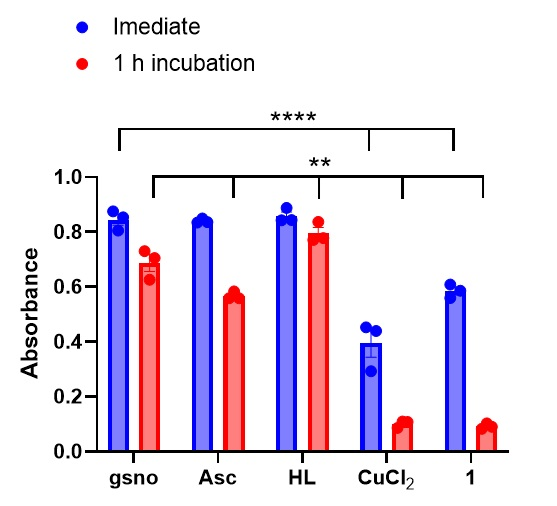 Imediate
1 h incubation
****
**
1.0
0.8
0.6
0.4
0.2
0.0
Absorbance
gsno Asc HL CuCl₂ 1